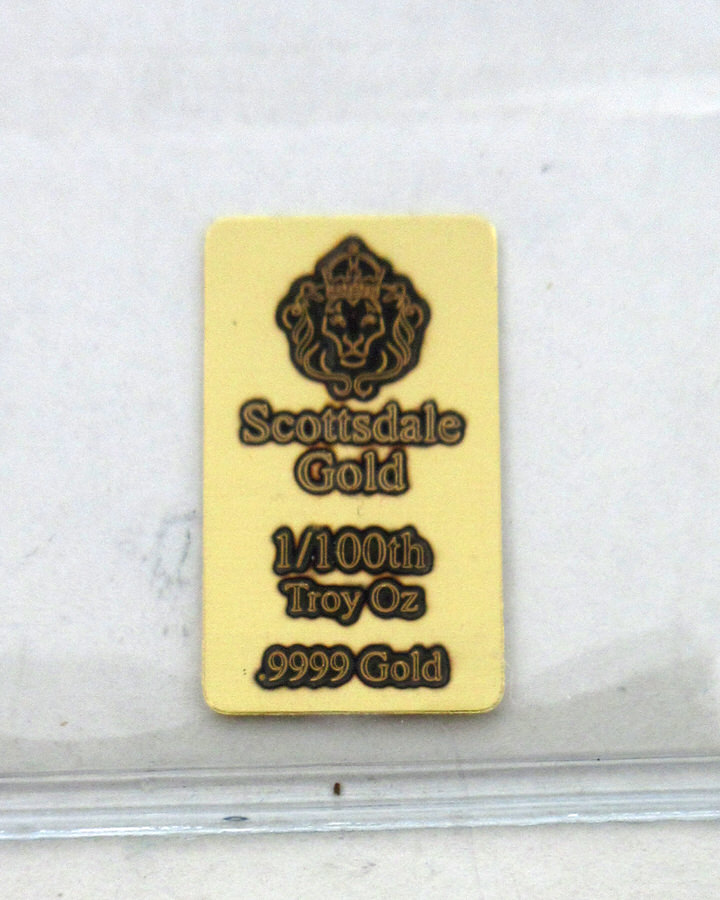 Scottsdale
Gold
1/100th
Troy Oz
.9999 Gold